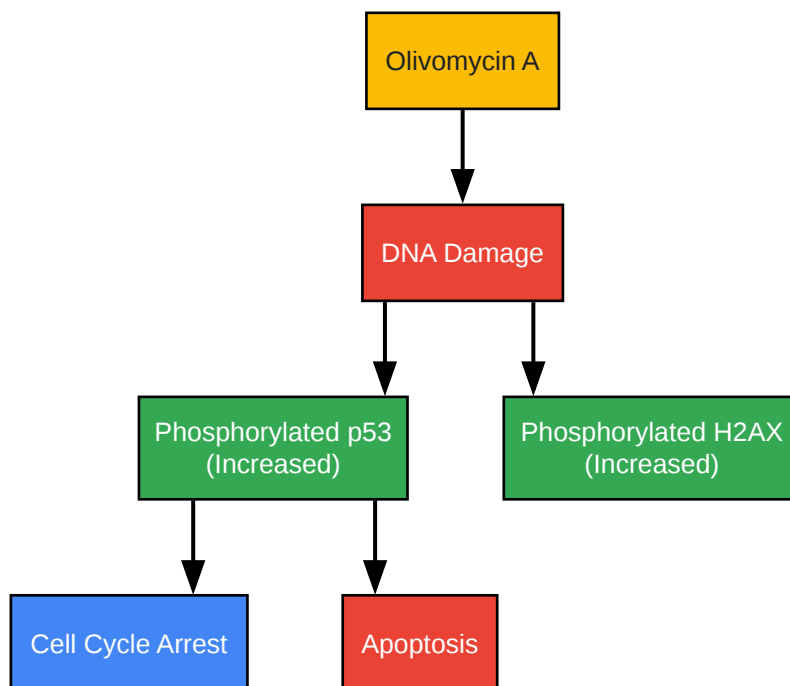 Olivomycin A
DNA Damage
Phosphorylated p53
(Increased)
Phosphorylated H2AX
(Increased)
Cell Cycle Arrest
Apoptosis